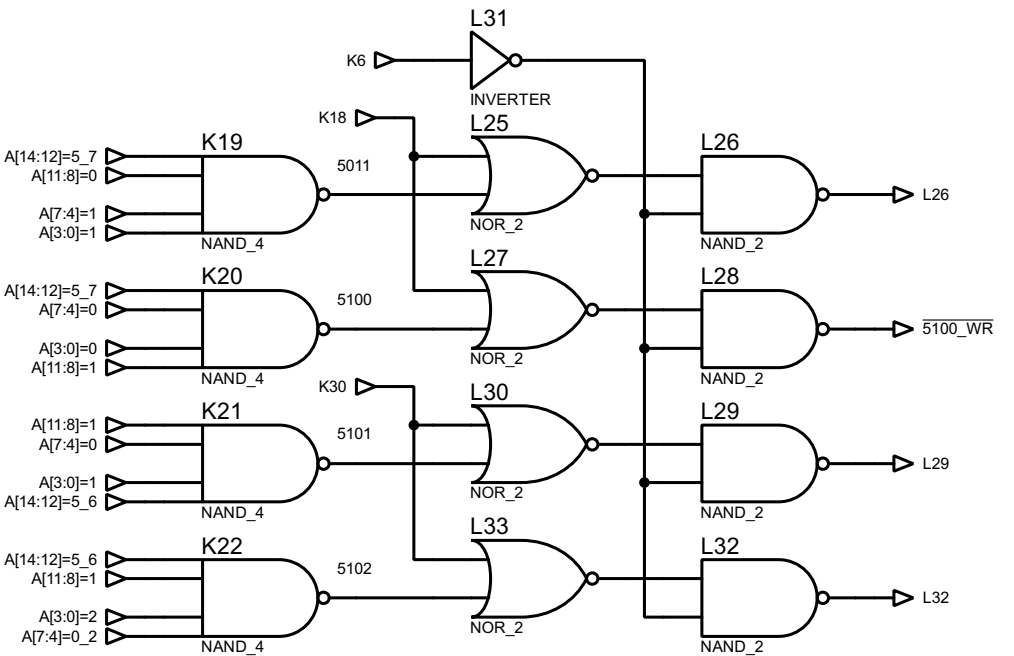 L31
K6
INVERTER
K18
L25
K19
L26
A[14:12]=5_7
5011
A[11:8]=0
L26
A[7:4]=1
A[3:0]=1
NOR_2
NAND_4
NAND_2
L27
K20
L28
A[14:12]=5_7
5100
A[7:4]=0
5100_WR
A[3:0]=0
A[11:8]=1
NOR_2
NAND_4
NAND_2
K30
L30
K21
L29
A[11:8]=1
5101
A[7:4]=0
L29
A[3:0]=1
A[14:12]=5_6
NOR_2
NAND_4
NAND_2
L33
K22
L32
A[14:12]=5_6
5102
A[11:8]=1
L32
A[3:0]=2
A[7:4]=0_2
NOR_2
NAND_4
NAND_2